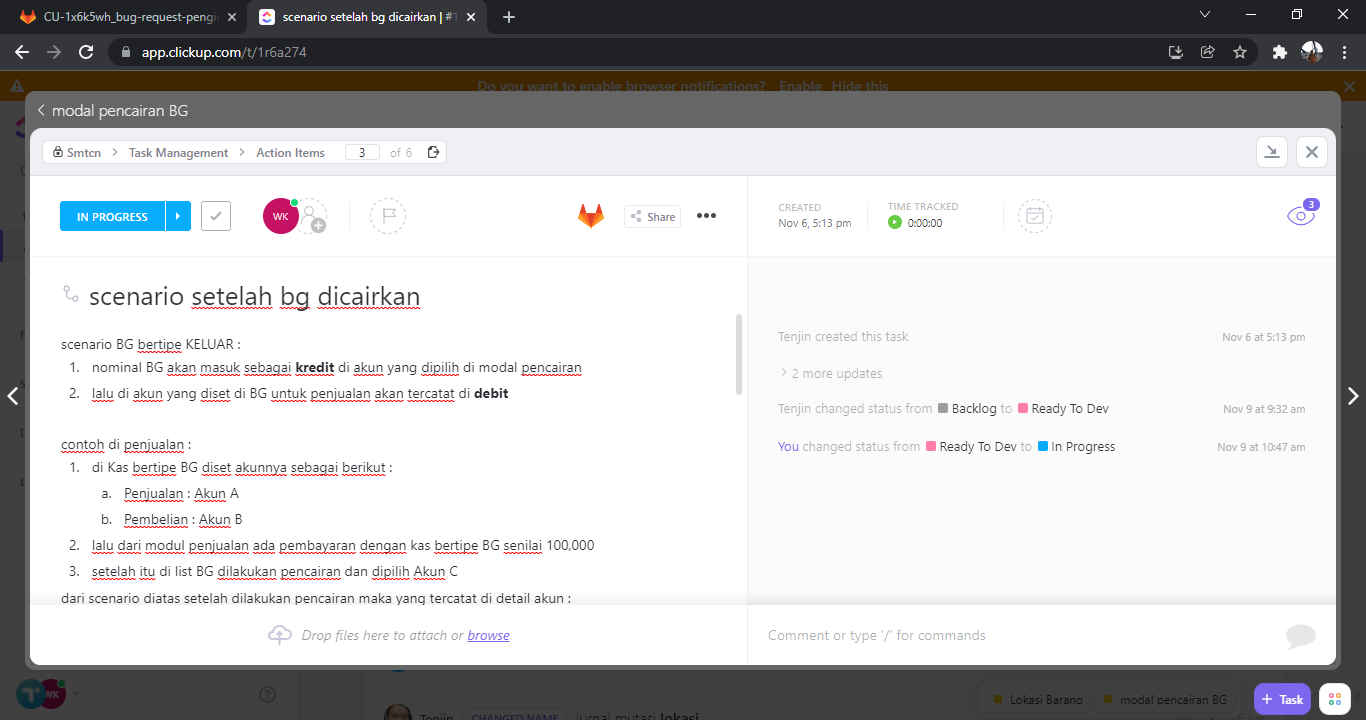 CU-1x6k5wh_bug-request-pengi
scenario setelah bg dicairkan | #1
app.clickup.com/t/1r6a274
Do you want to enable browser notifications? Enable Hide this
modal pencairan BG
Smtcn > Task Management > Action Items 3 of 6
IN PROGRESS
WK
Share
CREATED
Nov 6, 5:13 pm
TIME TRACKED
0:00:00
3
scenario setelah bg dicairkan
scenario BG bertipe KELUAR :
1. nominal BG akan masuk sebagai kredit di akun yang dipilih di modal pencairan
2. lalu di akun yang diset di BG untuk penjualan akan tercatat di debit
contoh di penjualan :
1. di Kas bertipe BG diset akunnya sebagai berikut :
a. Penjualan : Akun A
b. Pembelian : Akun B
2. lalu dari modul penjualan ada pembayaran dengan kas bertipe BG senilai 100,000
3. setelah itu di list BG dilakukan pencairan dan dipilih Akun C
dari scenario diatas setelah dilakukan pencairan maka yang tercatat di detail akun :
Drop files here to attach or browse
Tenjin created this task Nov 6 at 5:13 pm
> 2 more updates
Tenjin changed status from Backlog to Ready To Dev Nov 9 at 9:32 am
You changed status from Ready To Dev to In Progress Nov 9 at 10:47 am
Comment or type '/' for commands
T WK
Lokasi Barang modal pencairan BG
+ Task
Tenjin CHANGED NAME jurnal mutasi lokasi